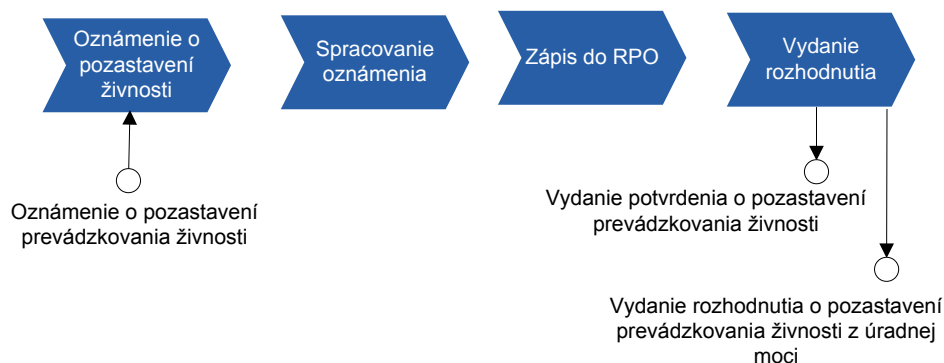 Oznámenie o
pozastavení
živnosti
Spracovanie
oznámenia
Zápis do RPO
Vydanie
rozhodnutia
Oznámenie o pozastavení
prevádzkovania živnosti
Vydanie potvrdenia o pozastavení
prevádzkovania živnosti
Vydanie rozhodnutia o pozastavení
prevádzkovania živnosti z úradnej
moci